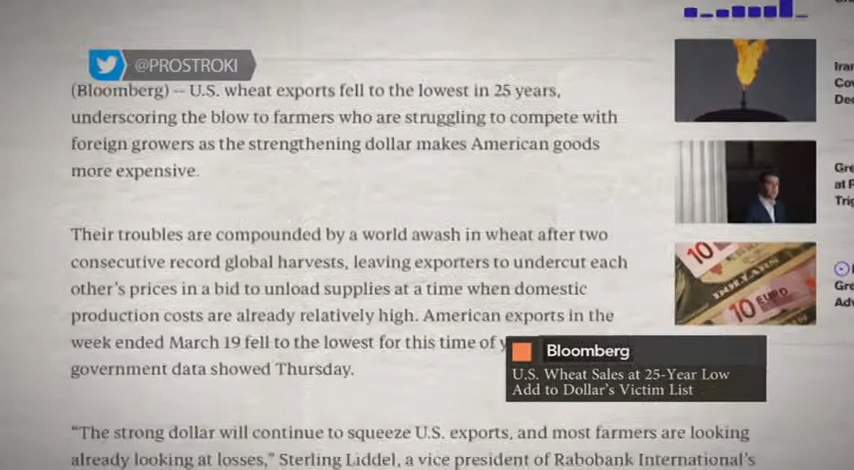 @PROSTROKI
(Bloomberg) -- U.S. wheat exports fell to the lowest in 25 years,
underscoring the blow to farmers who are struggling to compete with
foreign growers as the strengthening dollar makes American goods
more expensive.
Their troubles are compounded by a world awash in wheat after two
consecutive record global harvests, leaving exporters to undercut each
other's prices in a bid to unload supplies at a time when domestic
production costs are already relatively high. American exports in the
week ended March 19 fell to the lowest for this time of
government data showed Thursday.
"The strong dollar will continue to squeeze U.S. exports, and most farmers are looking
already looking at losses," Sterling Liddel, a vice president of Rabobank International's
Bloomberg
U.S. Wheat Sales at 25-Year Low
Add to Dollar's Victim List
Iran
Gre
at
Gre
10
DOLLARS
10 EURO